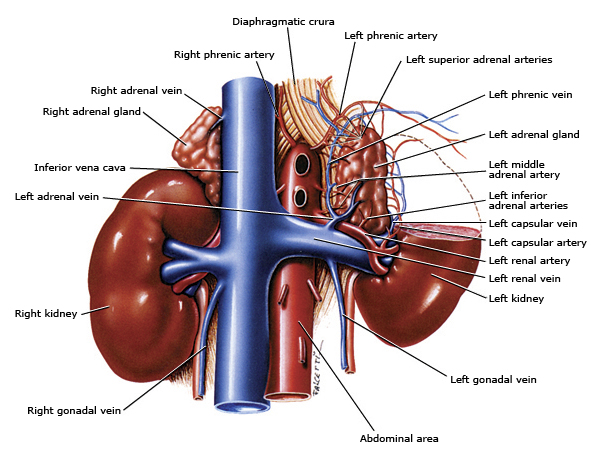 Diaphragmatic crura
Left phrenic artery
Right phrenic artery
Left superior adrenal arteries
Right adrenal vein
Left phrenic vein
Right adrenal gland
Left adrenal gland
Inferior vena cava
Left middle
adrenal artery
Left adrenal vein
Left inferior
adrenal arteries
Left capsular vein
Left capsular artery
Left renal artery
Left renal vein
Left kidney
Right kidney
Left gonadal vein
Right gonadal vein
Abdominal area